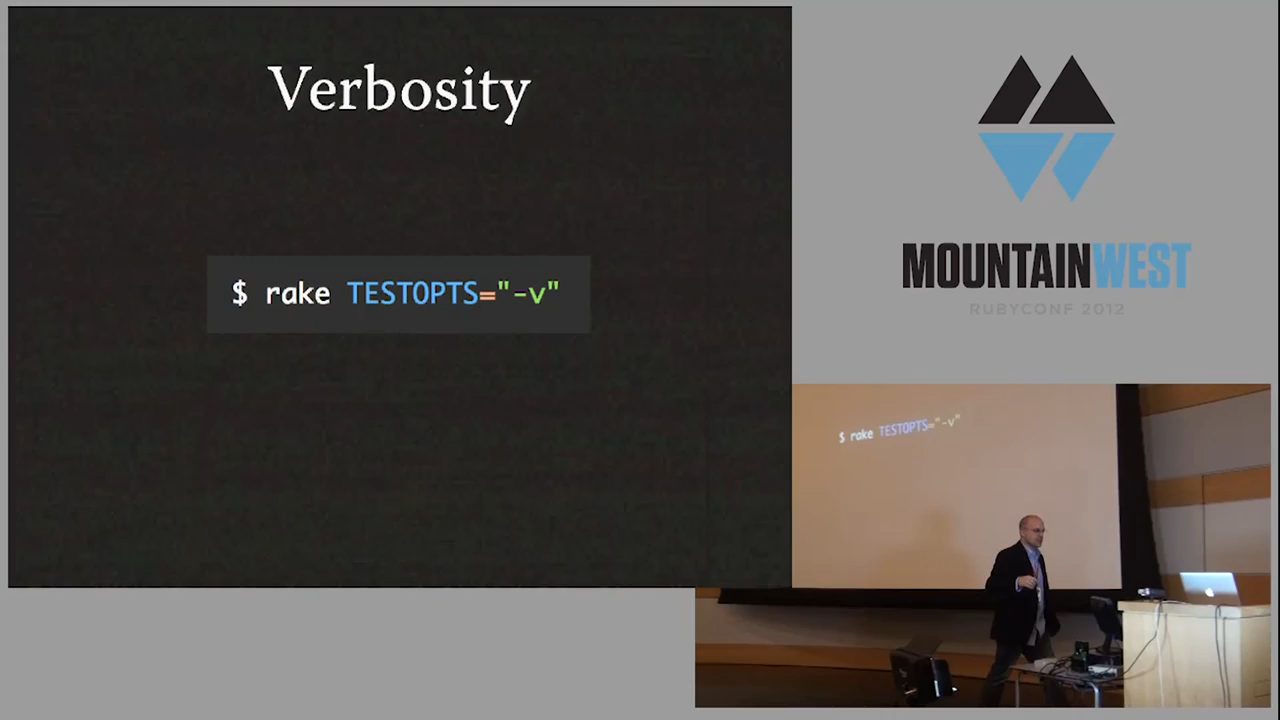 Verbosity
$ rake TESTOPTS="-v"
MOUNTAINWEST
RUBYCONF 2012
$ rake TESTOPTS="-v"